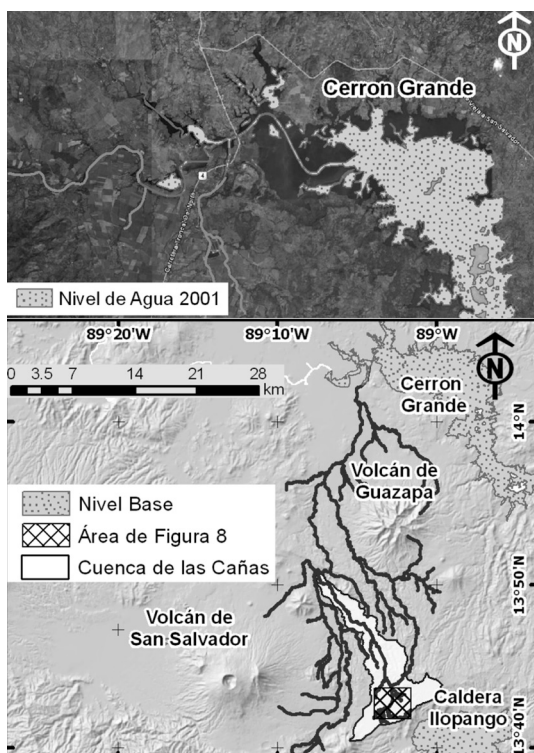 N
Cerron Grande
4
Nivel de Agua 2001
89°20'W 89°10'W 89°W
0 3.5 7 14 21 28
km
N
Cerron
Grande
14°N
Volcán de
Guazapa
Nivel Base
Área de Figura 8
Cuenca de las Cañas
13°50'N
Volcán de
San Salvador
Caldera
Ilopango
13°40'N